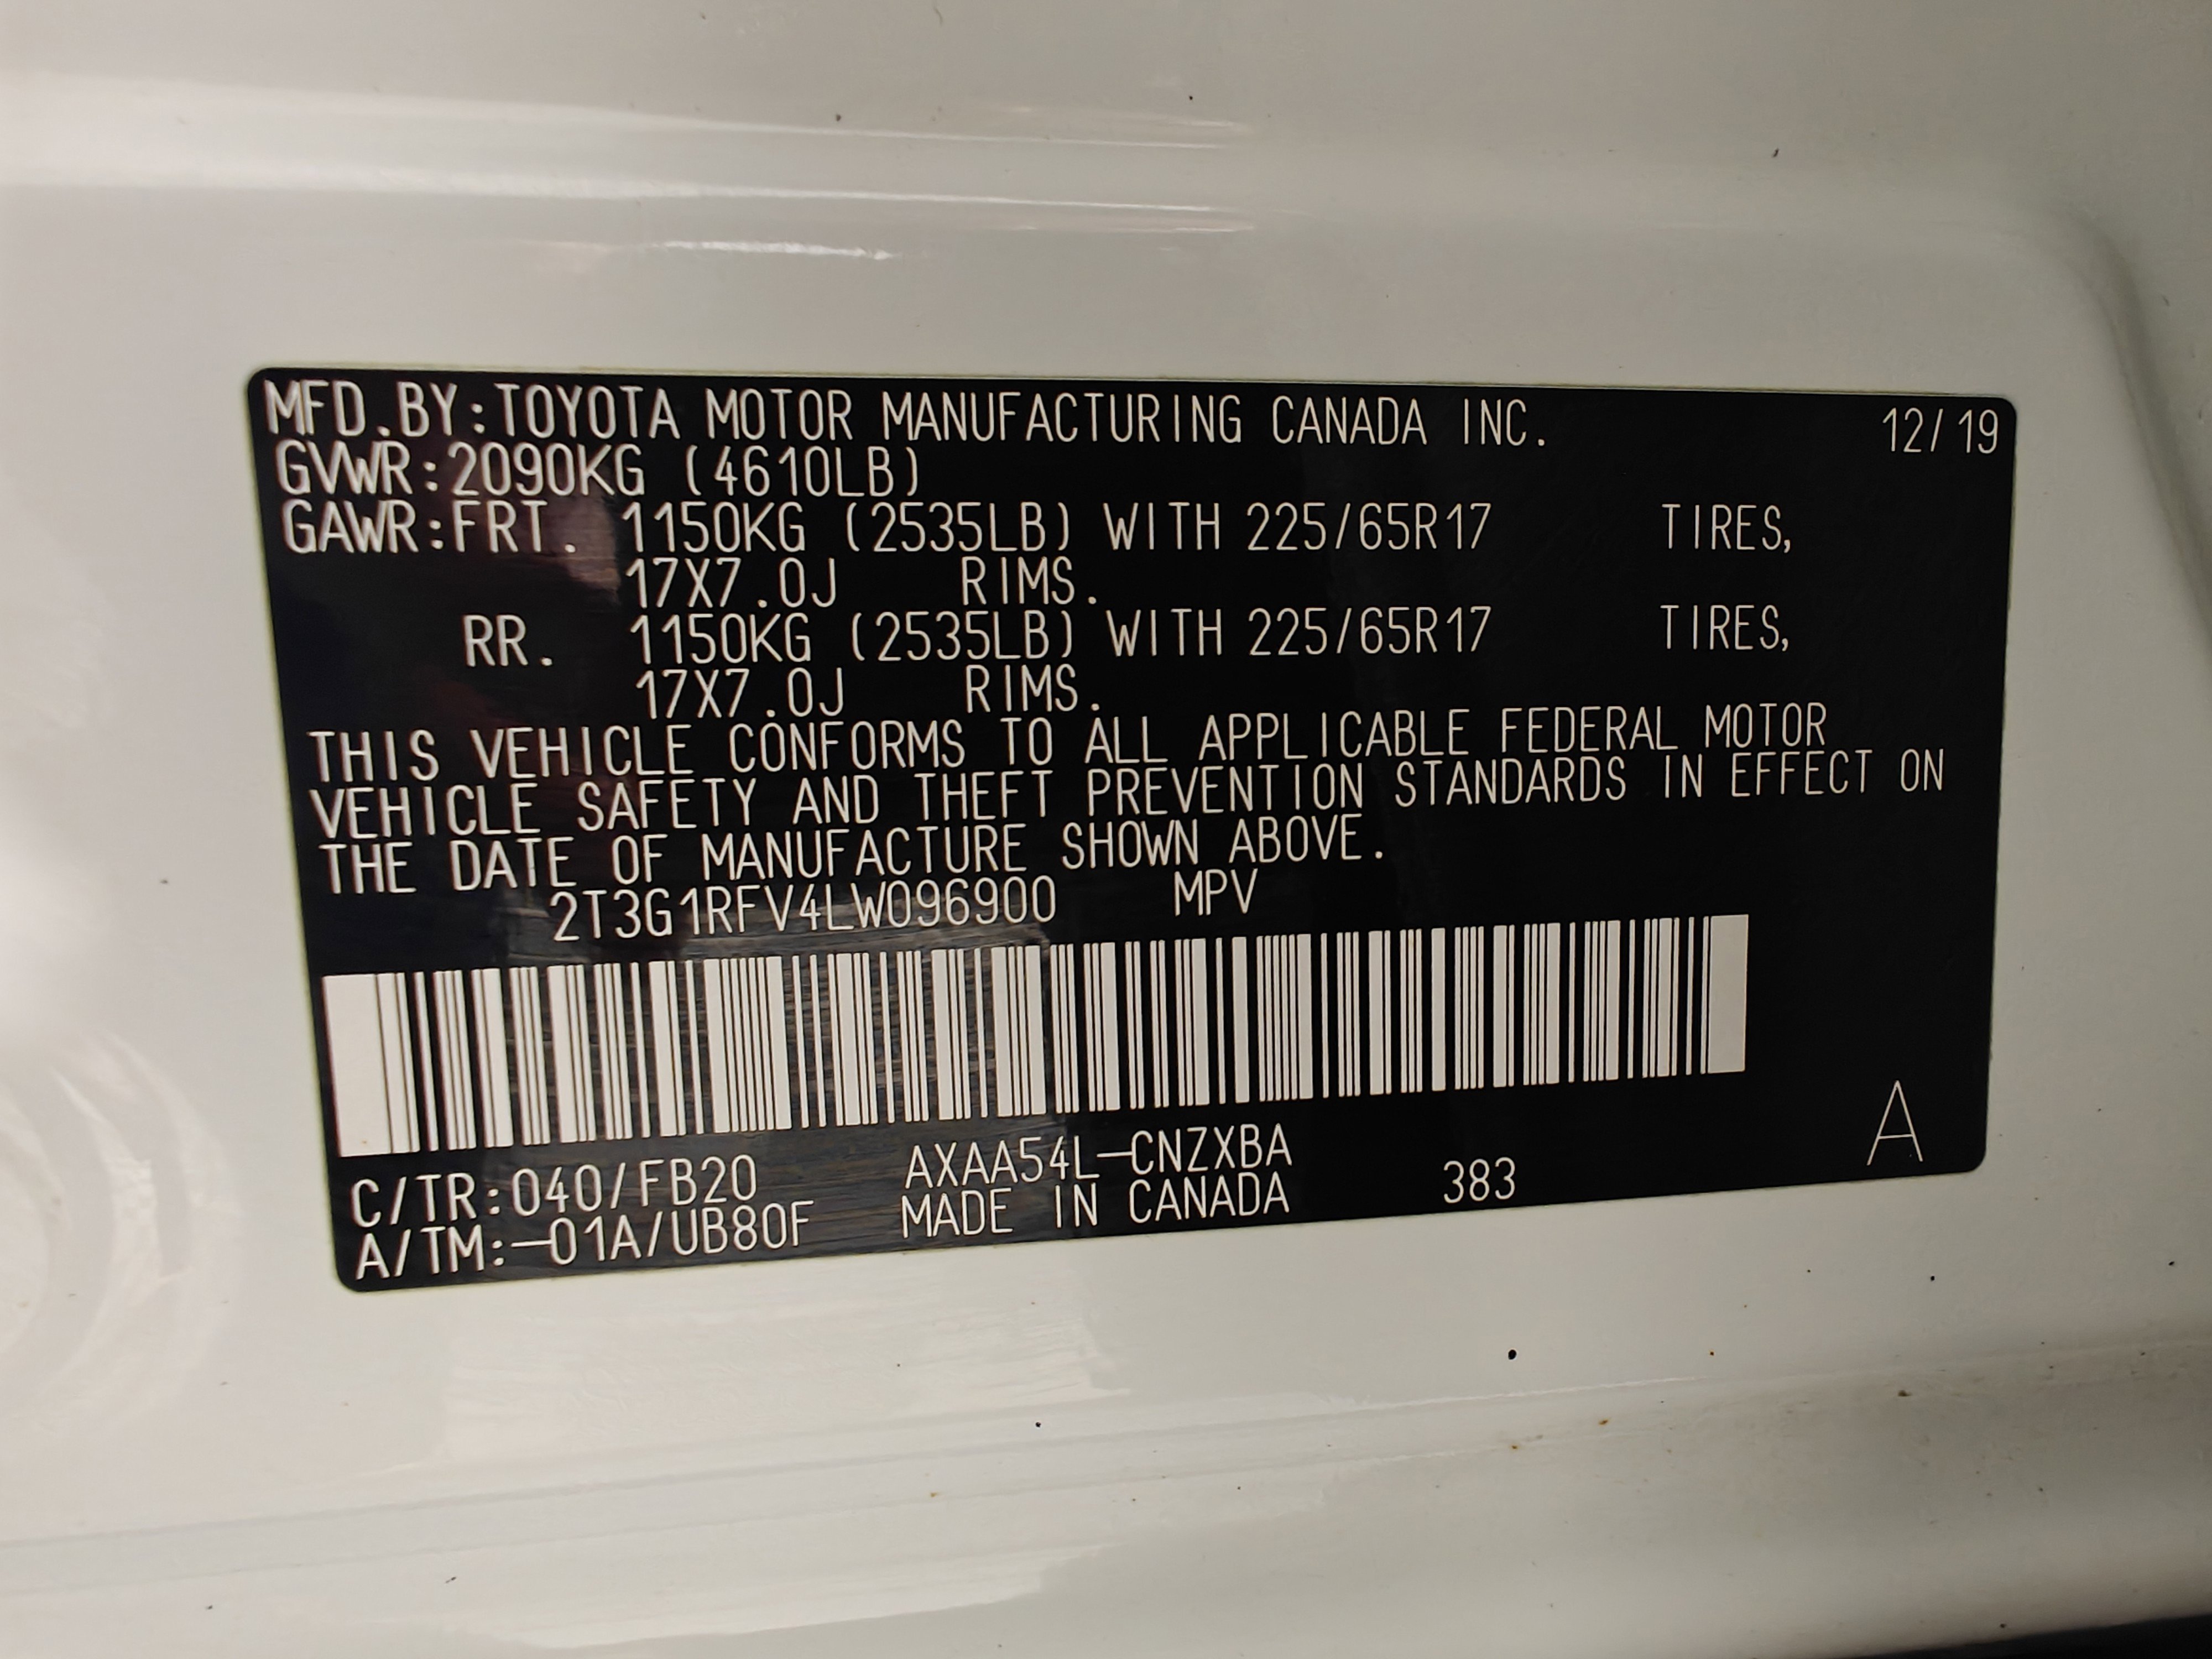 MFD.BY:TOYOTA MOTOR MANUFACTURING CANADA INC. 12/19
GVWR:2090KG (4610LB)
GAWR:FRT. 1150KG (2535LB) WITH 225/65R17 TIRES,
17X7.0J RIMS.
RR. 1150KG (2535LB) WITH 225/65R17 TIRES,
17X7.0J RIMS.
THIS VEHICLE CONFORMS TO ALL APPLICABLE FEDERAL MOTOR
VEHICLE SAFETY AND THEFT PREVENTION STANDARDS IN EFFECT ON
THE DATE OF MANUFACTURE SHOWN ABOVE.
2T3G1RFV4LW096900 MPV
C/TR:040/FB20 AXAA54L-CNZXBA A
A/TM:-01A/UB80F MADE IN CANADA 383